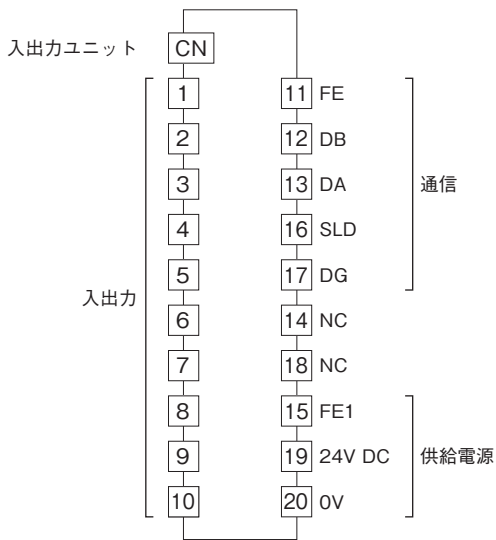 入出力ユニット CN
1 11 FE
2 12 DB
3 13 DA 通信
4 16 SLD
5 17 DG
入出力
6 14 NC
7 18 NC
8 15 FE1
9 19 24V DC 供給電源
10 20 0V